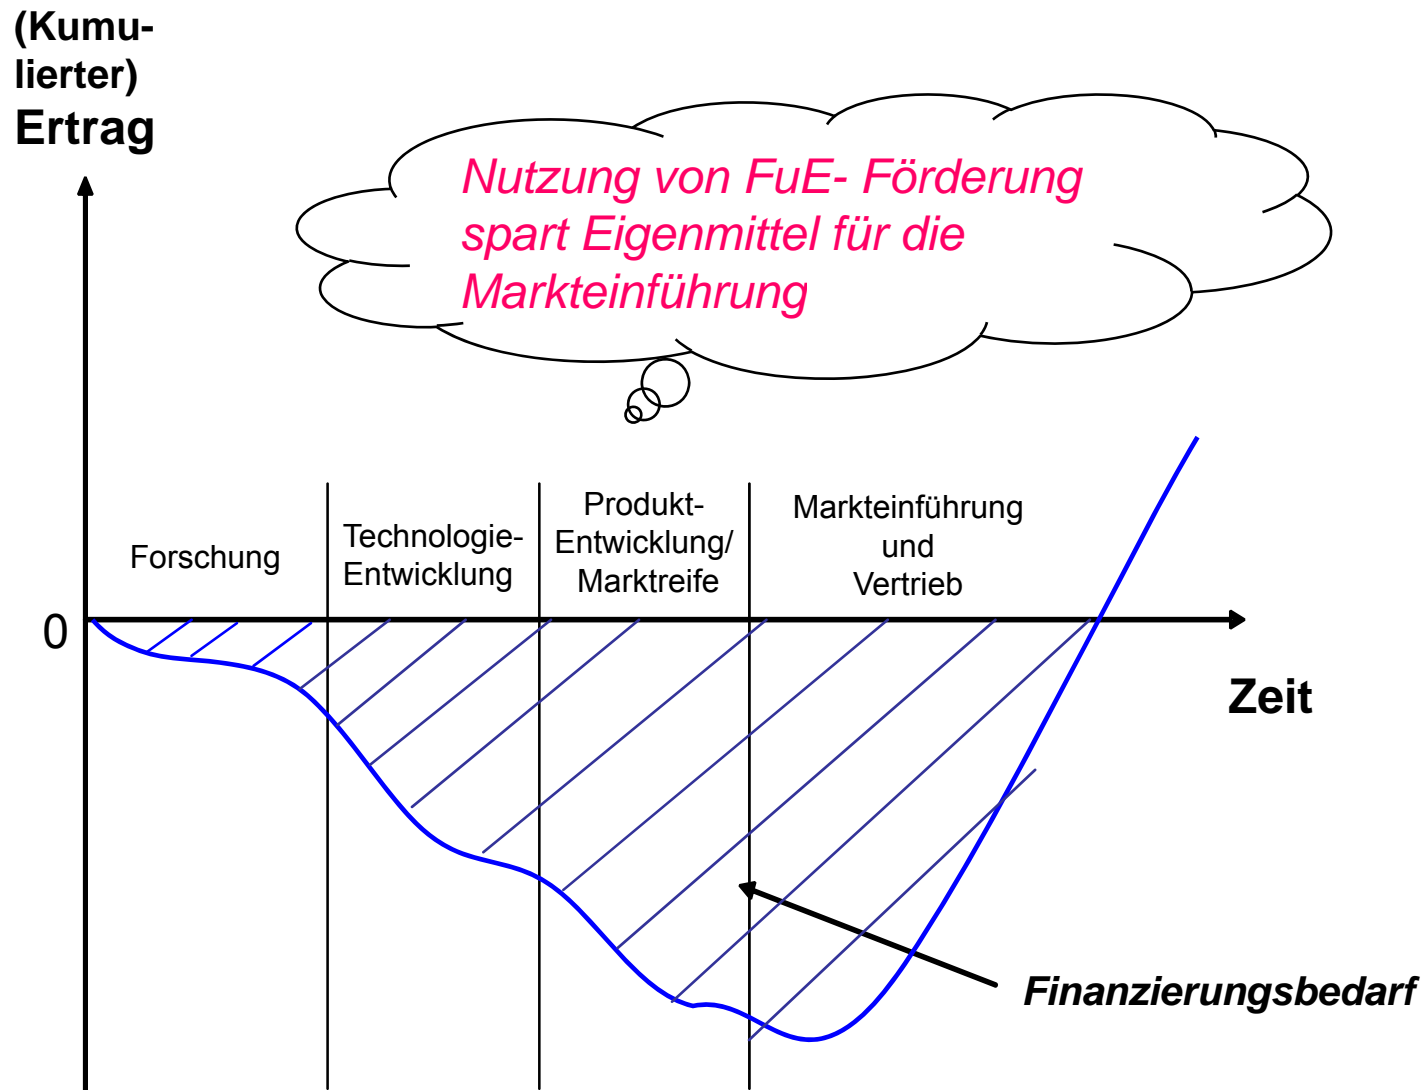 (Kumu-
lierter)
Ertrag
Nutzung von FuE- Förderung
spart Eigenmittel für die
Markteinführung
Forschung
Technologie-
Entwicklung
Produkt-
Entwicklung/
Marktreife
Markteinführung
und
Vertrieb
0
Zeit
Finanzierungsbedarf